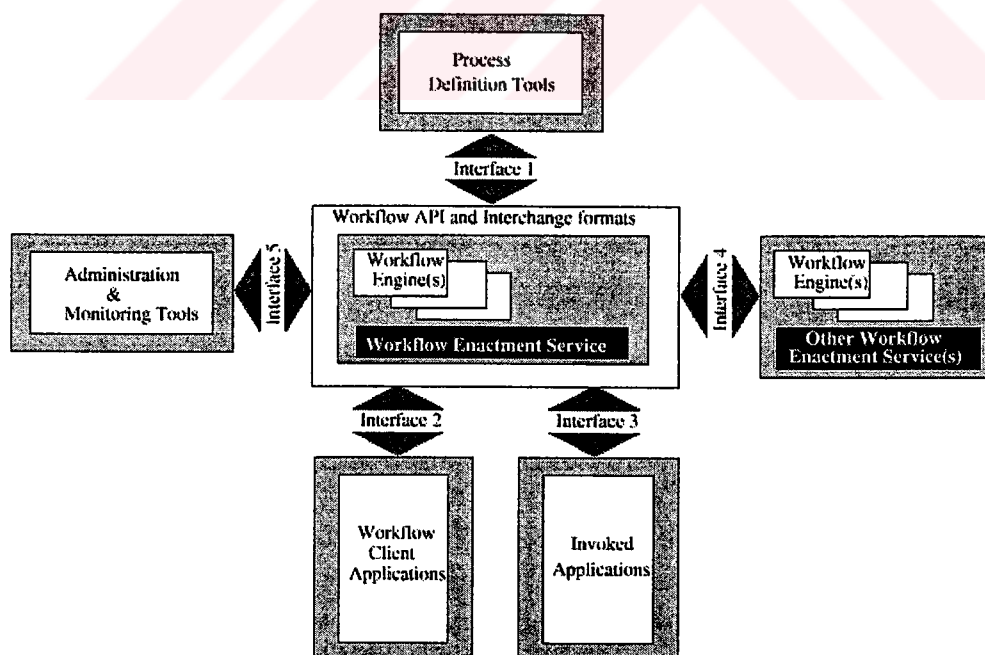 Process
Definition Tools
Interface 1
Workflow API and Interchange formats
Administration
&
Monitoring Tools
Interface 5
Workflow
Engine(s)
Workflow Enactment Service
Interface 4
Workflow
Engine(s)
Other Workflow
Enactment Service(s)
Interface 2
Interface 3
Workflow
Client
Applications
Invoked
Applications